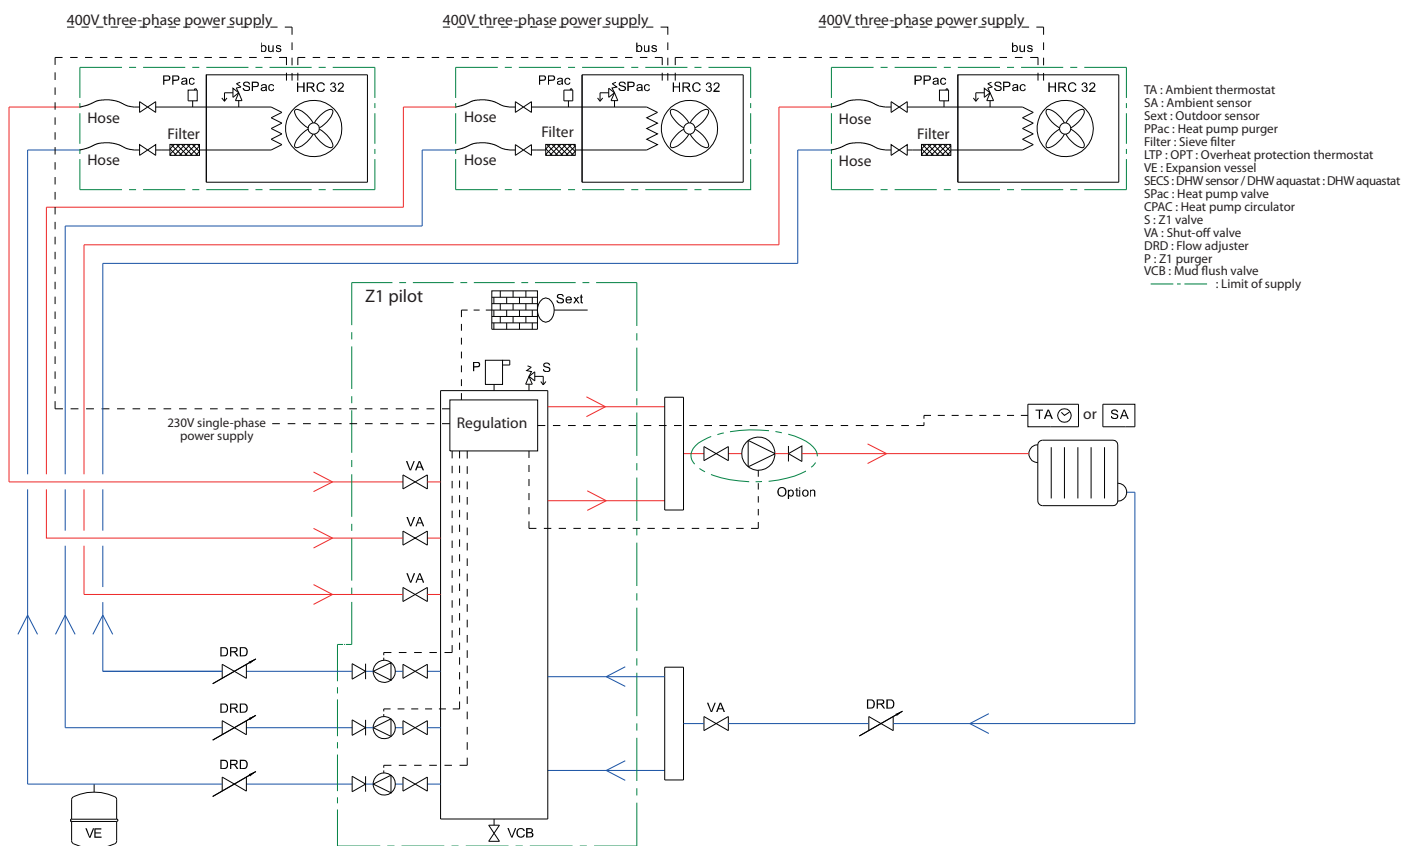 400V three-phase power supply
400V three-phase power supply
400V three-phase power supply
bus
bus
bus
PPac
SPac
HRC 32
Hose
Filter
Hose
PPac
SPac
HRC 32
Hose
Filter
Hose
PPac
SPac
HRC 32
Hose
Filter
Hose
TA : Ambient thermostat
SA : Ambient sensor
Sext : Outdoor sensor
PPac : Heat pump purger
Filter : Sieve filter
LTP : OPT : Overheat protection thermostat
VE : Expansion vessel
SECS : DHW sensor / DHW aquastat : DHW aquastat
SPac : Heat pump valve
CPAC : Heat pump circulator
S : Z1 valve
VA : Shut-off valve
DRD : Flow adjuster
P : Z1 purger
VCB : Mud flush valve
: Limit of supply
Z1 pilot
Sext
P
S
230V single-phase
power supply
Regulation
TA
or
SA
VA
Option
VA
VA
DRD
DRD
VA
DRD
DRD
VE
VCB